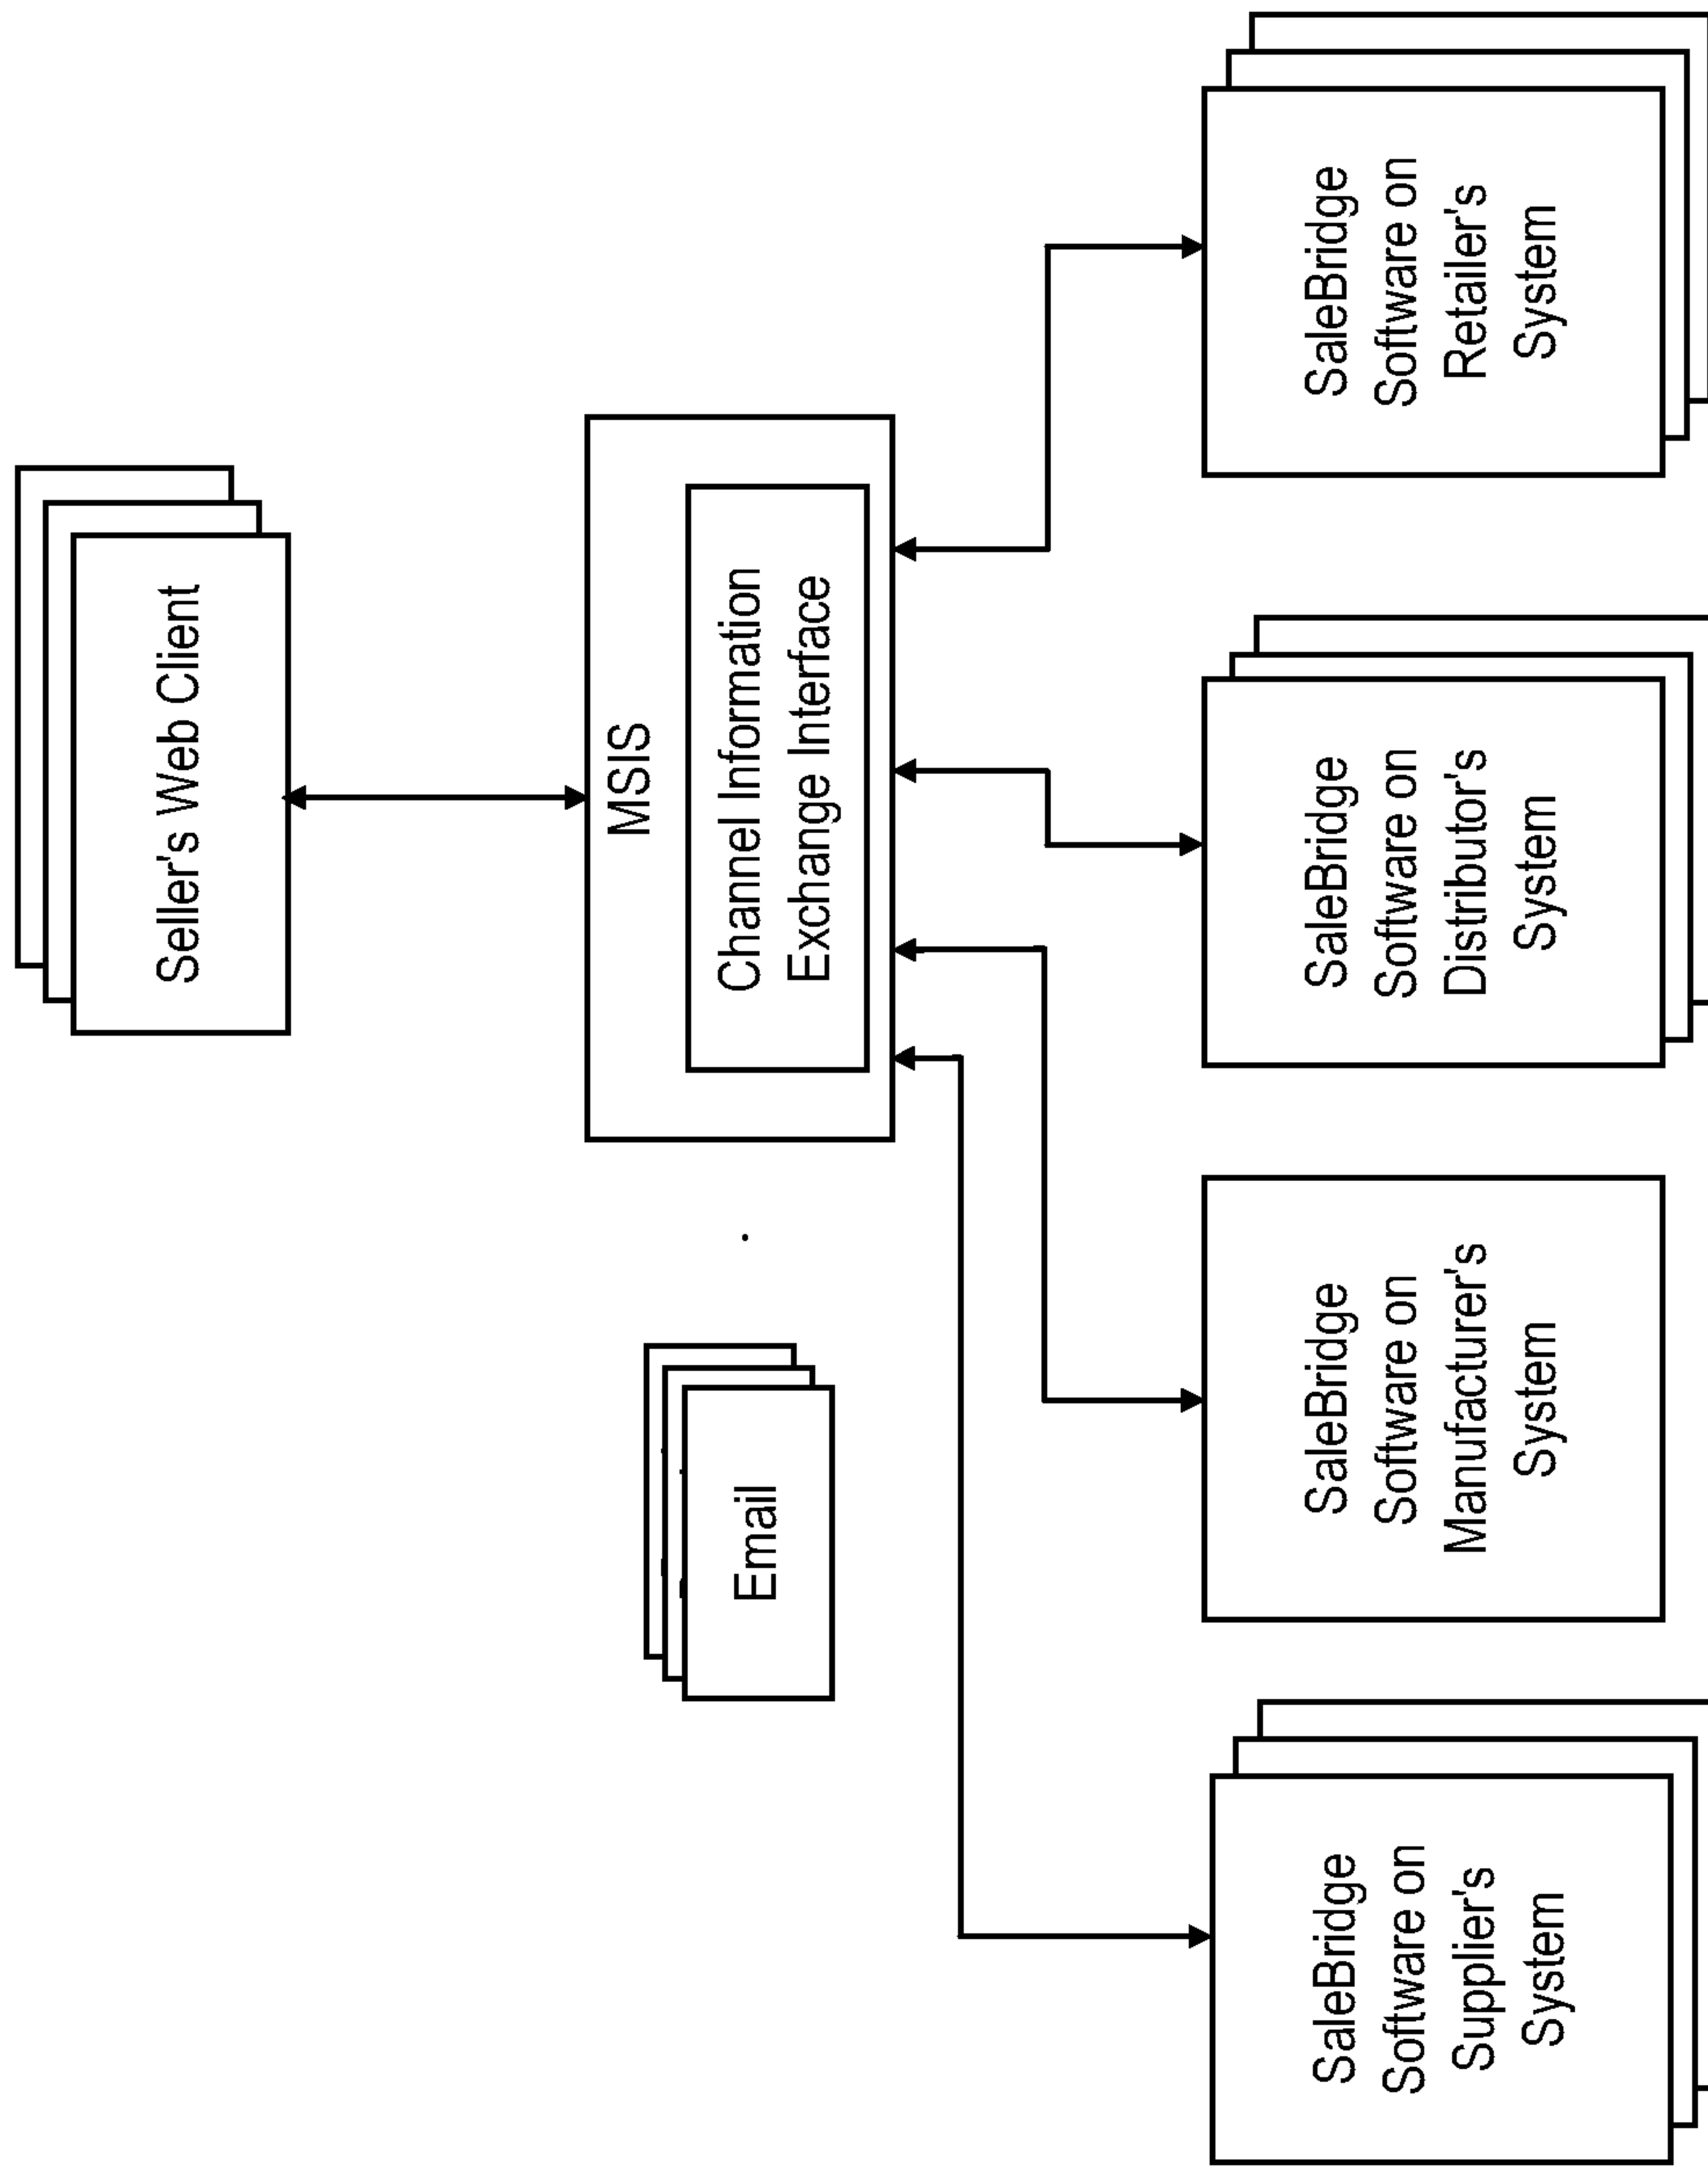 Seller's Web Client
MSIS
Channel Information
Exchange Interface
Email
SaleBridge
Software on
Supplier's
System
SaleBridge
Software on
Manufacturer's
System
SaleBridge
Software on
Distributor's
System
SaleBridge
Software on
Retailer's
System